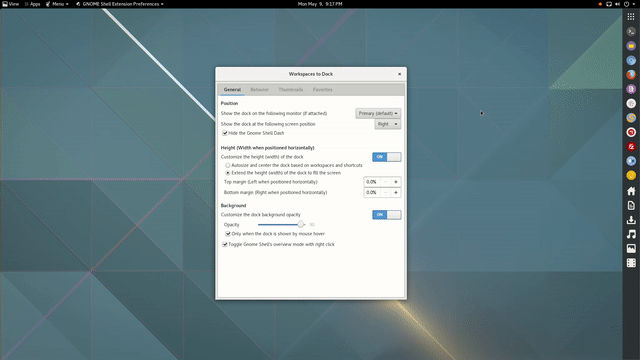 View Apps Menu GNOME Shell Extension Preferences Mon May 9, 9:17 PM
Workspaces to Dock
General Behavior Thumbnails Favorites
Position
Show the dock on the following monitor (if attached) Primary (default)
Show the dock at the following screen position Right
Hide the Gnome Shell Dash
Height (Width when positioned horizontally)
Customize the height (width) of the dock ON
Autosize and center the dock based on workspaces and shortcuts
Extend the height (width) of the dock to fill the screen
Top margin (Left when positioned horizontally) 0.0% - +
Bottom margin (Right when positioned horizontally) 0.0% - +
Background
Customize the dock background opacity ON
Opacity
Only when the dock is shown by mouse hover
Toggle Gnome Shell's overview mode with right click